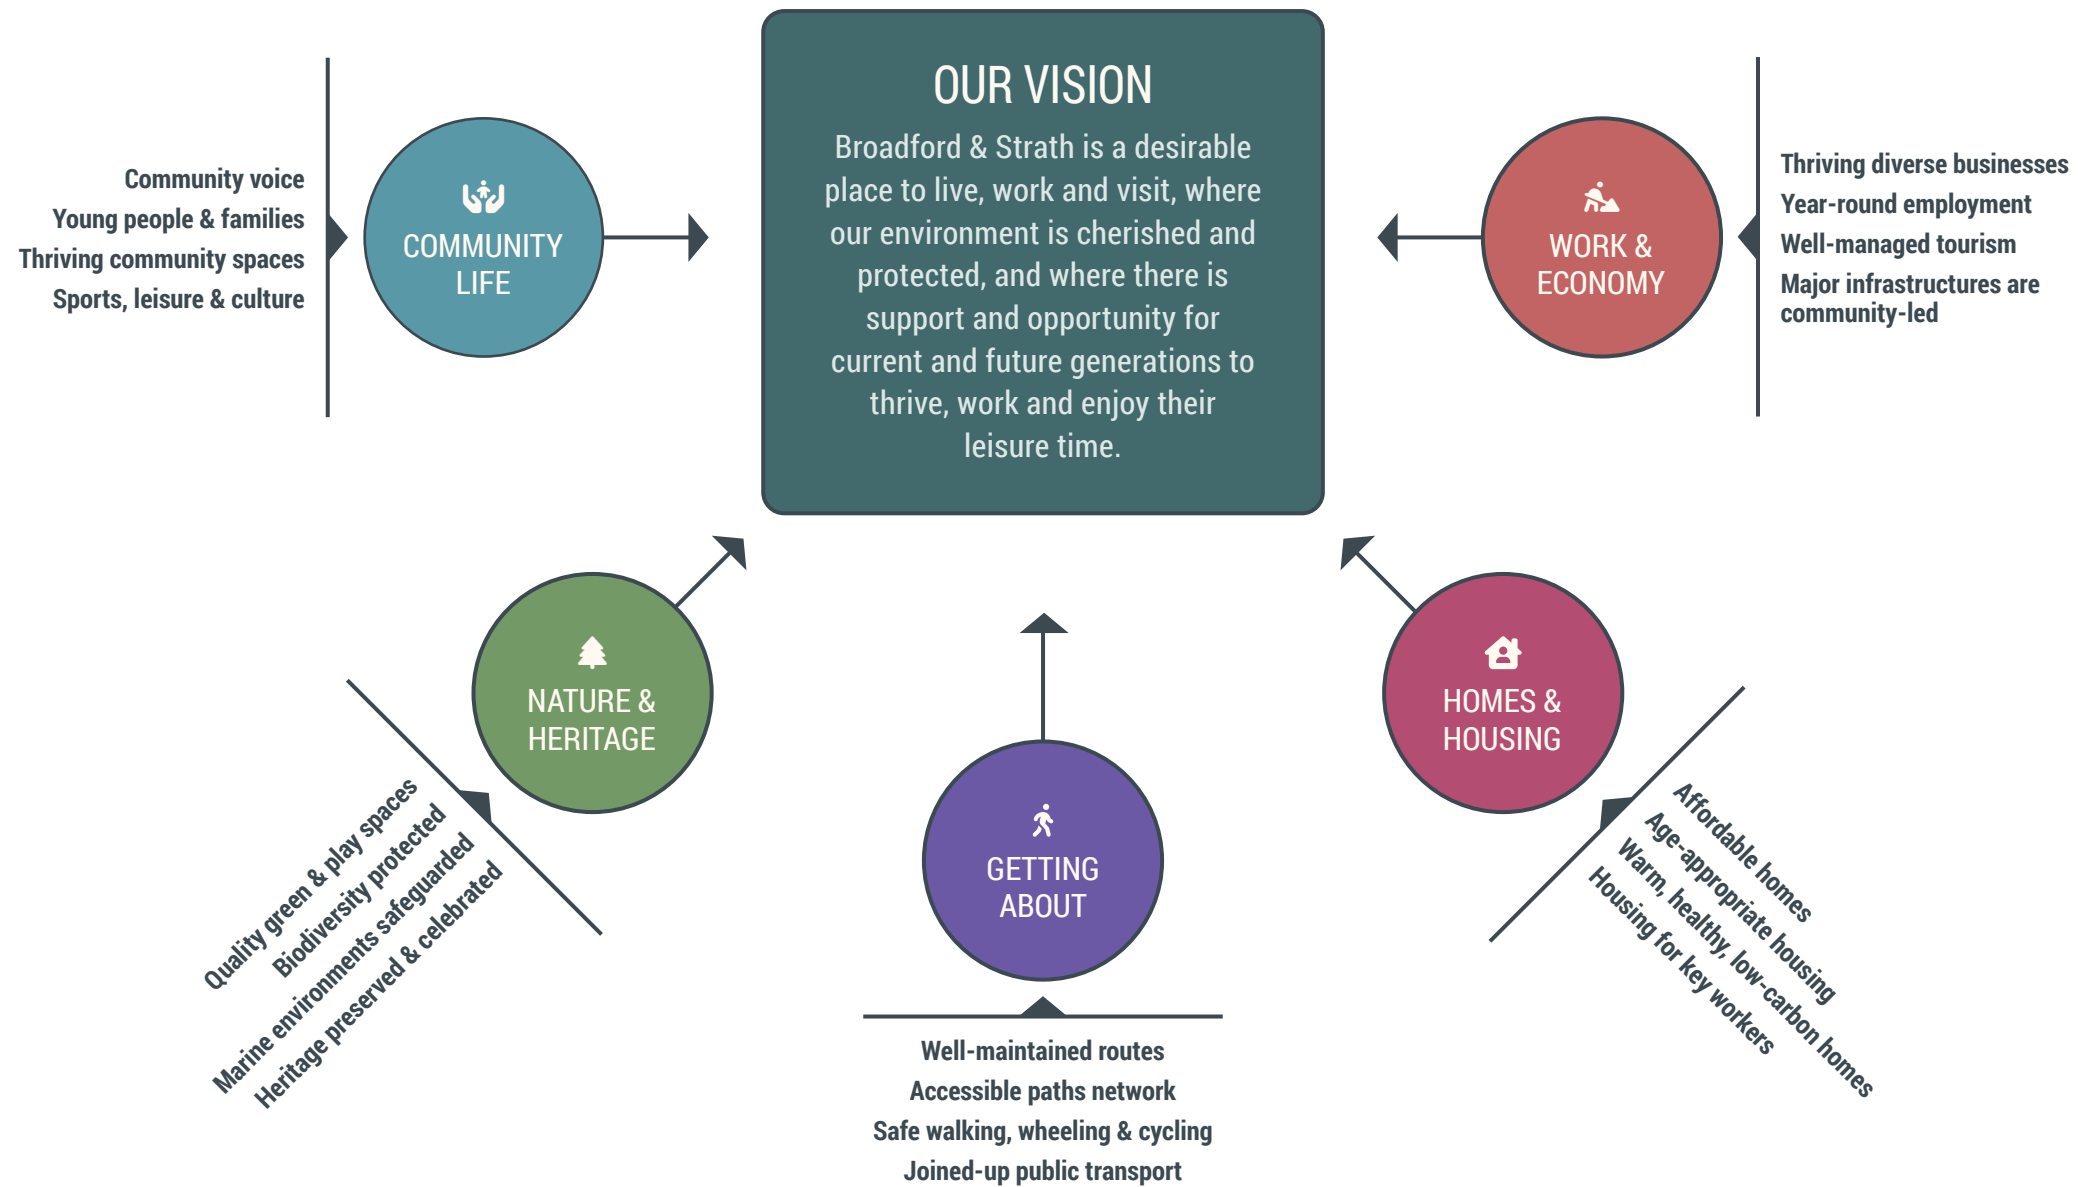 OUR VISION
Broadford & Strath is a desirable
place to live, work and visit, where
our environment is cherished and
protected, and where there is
support and opportunity for
current and future generations to
thrive, work and enjoy their
leisure time.
Community voice
Young people & families
Thriving community spaces
Sports, leisure & culture
COMMUNITY
LIFE
WORK &
ECONOMY
Thriving diverse businesses
Year-round employment
Well-managed tourism
Major infrastructures are
community-led
NATURE &
HERITAGE
Quality green & play spaces
Biodiversity protected
Marine environments safeguarded
Heritage preserved & celebrated
GETTING
ABOUT
Well-maintained routes
Accessible paths network
Safe walking, wheeling & cycling
Joined-up public transport
HOMES &
HOUSING
Affordable homes
Age-appropriate housing
Warm, healthy, low-carbon homes
Housing for key workers